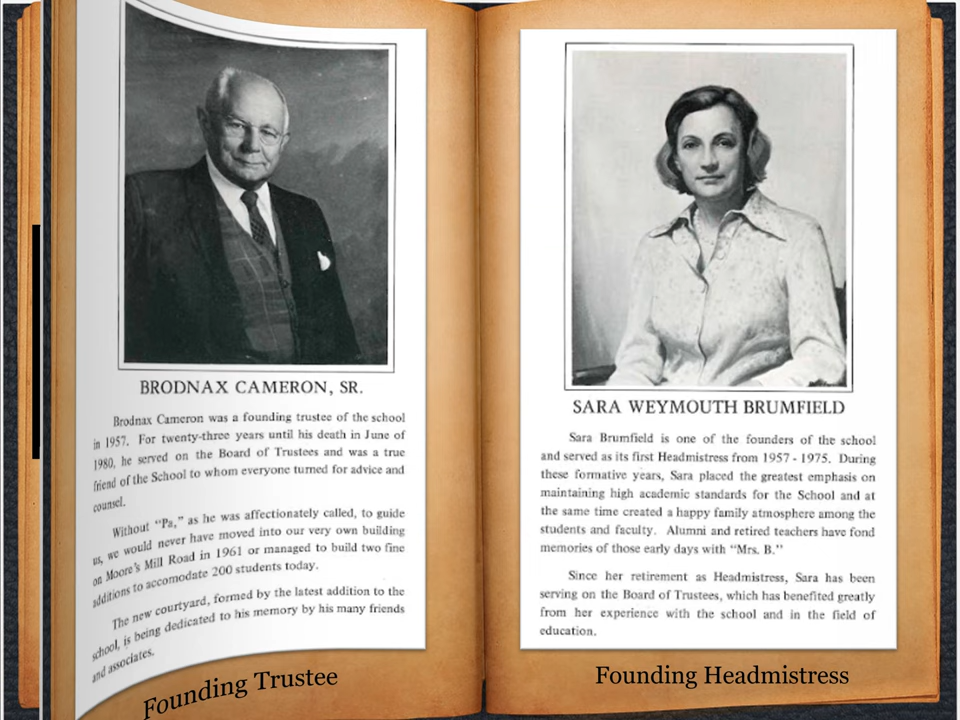 BRODNAX CAMERON, SR.
Brodnax Cameron was a founding trustee of the school
in 1957. For twenty-three years until his death in June of
1980, he served on the Board of Trustees and was a true
friend of the School to whom everyone turned for advice and
counsel.
Without “Pa,” as he was affectionately called, to guide
us, we would never have moved into our very own building
on Moore’s Mill Road in 1961 or managed to build two fine
additions to accomodate 200 students today.
The new courtyard, formed by the latest addition to the
school, is being dedicated to his memory by his many friends
and associates.
Founding Trustee
SARA WEYMOUTH BRUMFIELD
Sara Brumfield is one of the founders of the school
and served as its first Headmistress from 1957 - 1975. During
these formative years, Sara placed the greatest emphasis on
maintaining high academic standards for the School and at
the same time created a happy family atmosphere among the
students and faculty. Alumni and retired teachers have fond
memories of those early days with “Mrs. B.”
Since her retirement as Headmistress, Sara has been
serving on the Board of Trustees, which has benefited greatly
from her experience with the school and in the field of
education.
Founding Headmistress